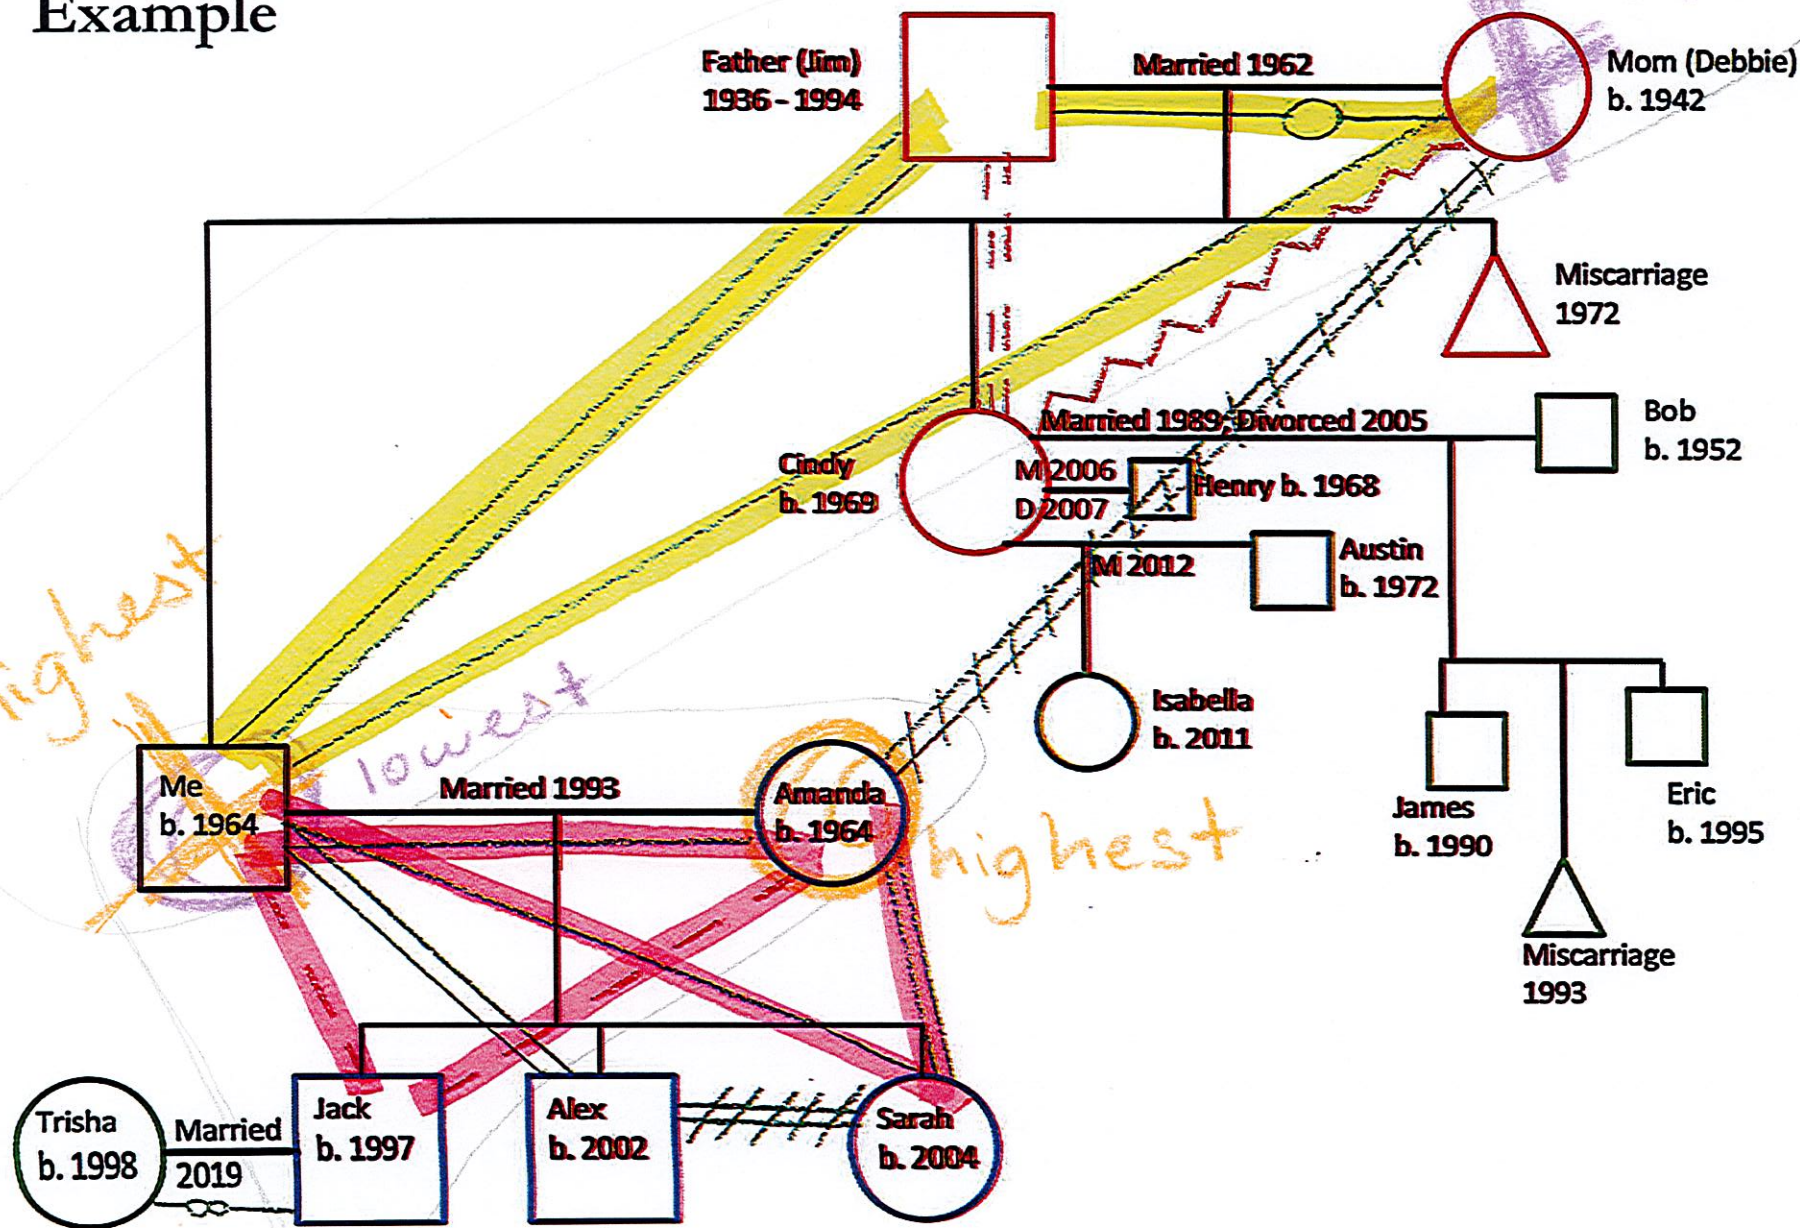 Example
Father (Jim)
1936 - 1994
Married 1962
Mom (Debbie)
b. 1942
Miscarriage
1972
Married 1989; Divorced 2005
Bob
b. 1952
Cindy
b. 1969
M 2006
D 2007
Henry b. 1968
M 2012
Austin
b. 1972
Isabella
b. 2011
James
b. 1990
Eric
b. 1995
Miscarriage
1993
highest
lowest
Me
b. 1964
Married 1993
Amanda
b. 1964
highest
Trisha
b. 1998
Married
2019
Jack
b. 1997
Alex
b. 2002
Sarah
b. 2004